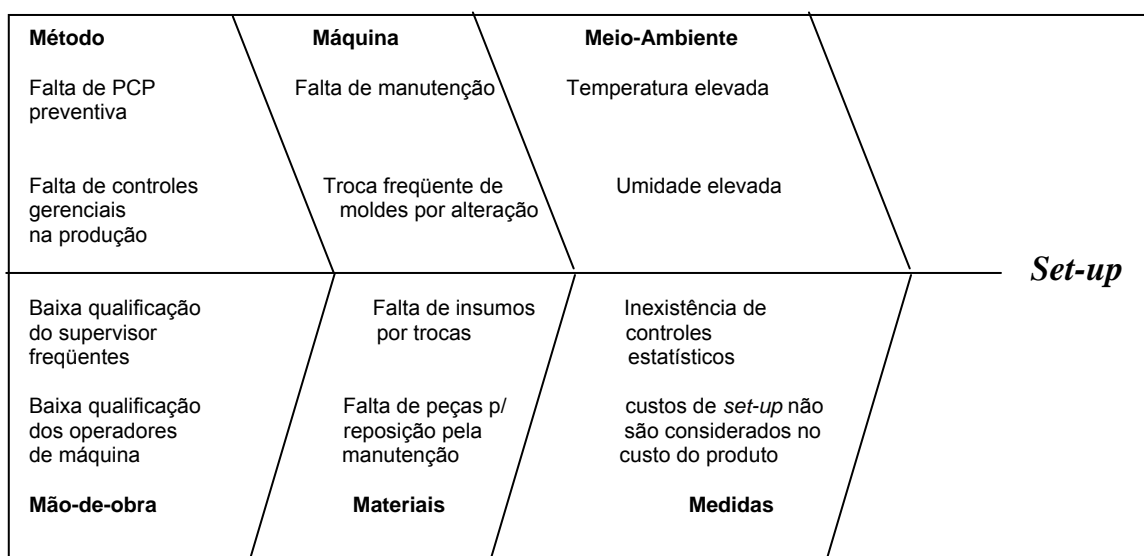 Método
Falta de PCP
preventiva
Falta de controles
gerenciais
na produção
Máquina
Falta de manutenção
Troca freqüente de
moldes por alteração
Meio-Ambiente
Temperatura elevada
Umidade elevada
Set-up
Baixa qualificação
do supervisor
freqüentes
Baixa qualificação
dos operadores
de máquina
Mão-de-obra
Falta de insumos
por trocas
Falta de peças p/
reposição pela
manutenção
Materiais
Inexistência de
controles
estatísticos
custos de set-up não
são considerados no
custo do produto
Medidas